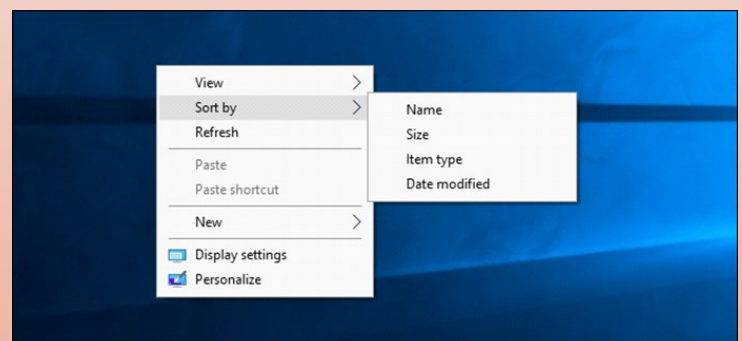 View
Sort by
Refresh
Paste
Paste shortcut
New
Display settings
Personalize
Name
Size
Item type
Date modified